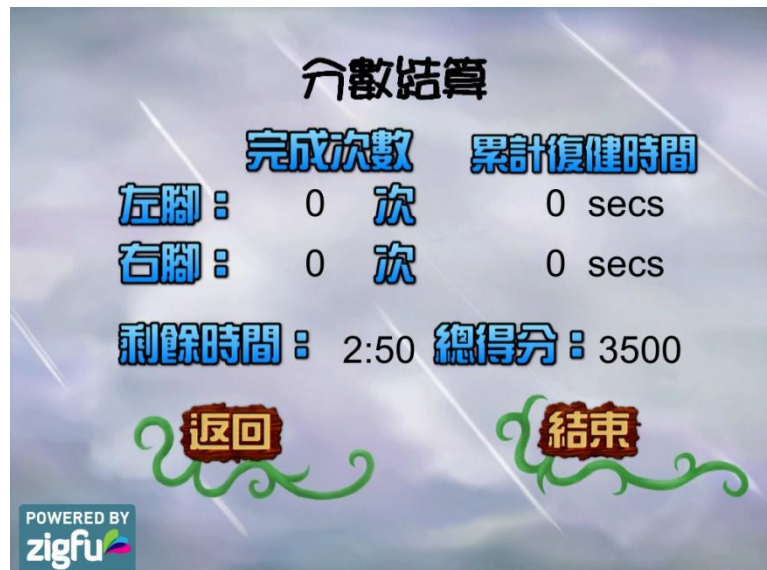 分數結算
完成次數 累計復健時間
左腳： 0 次 0 secs
右腳： 0 次 0 secs
剩餘時間： 2:50 總得分：3500
返回 結束
POWERED BY
zigfu